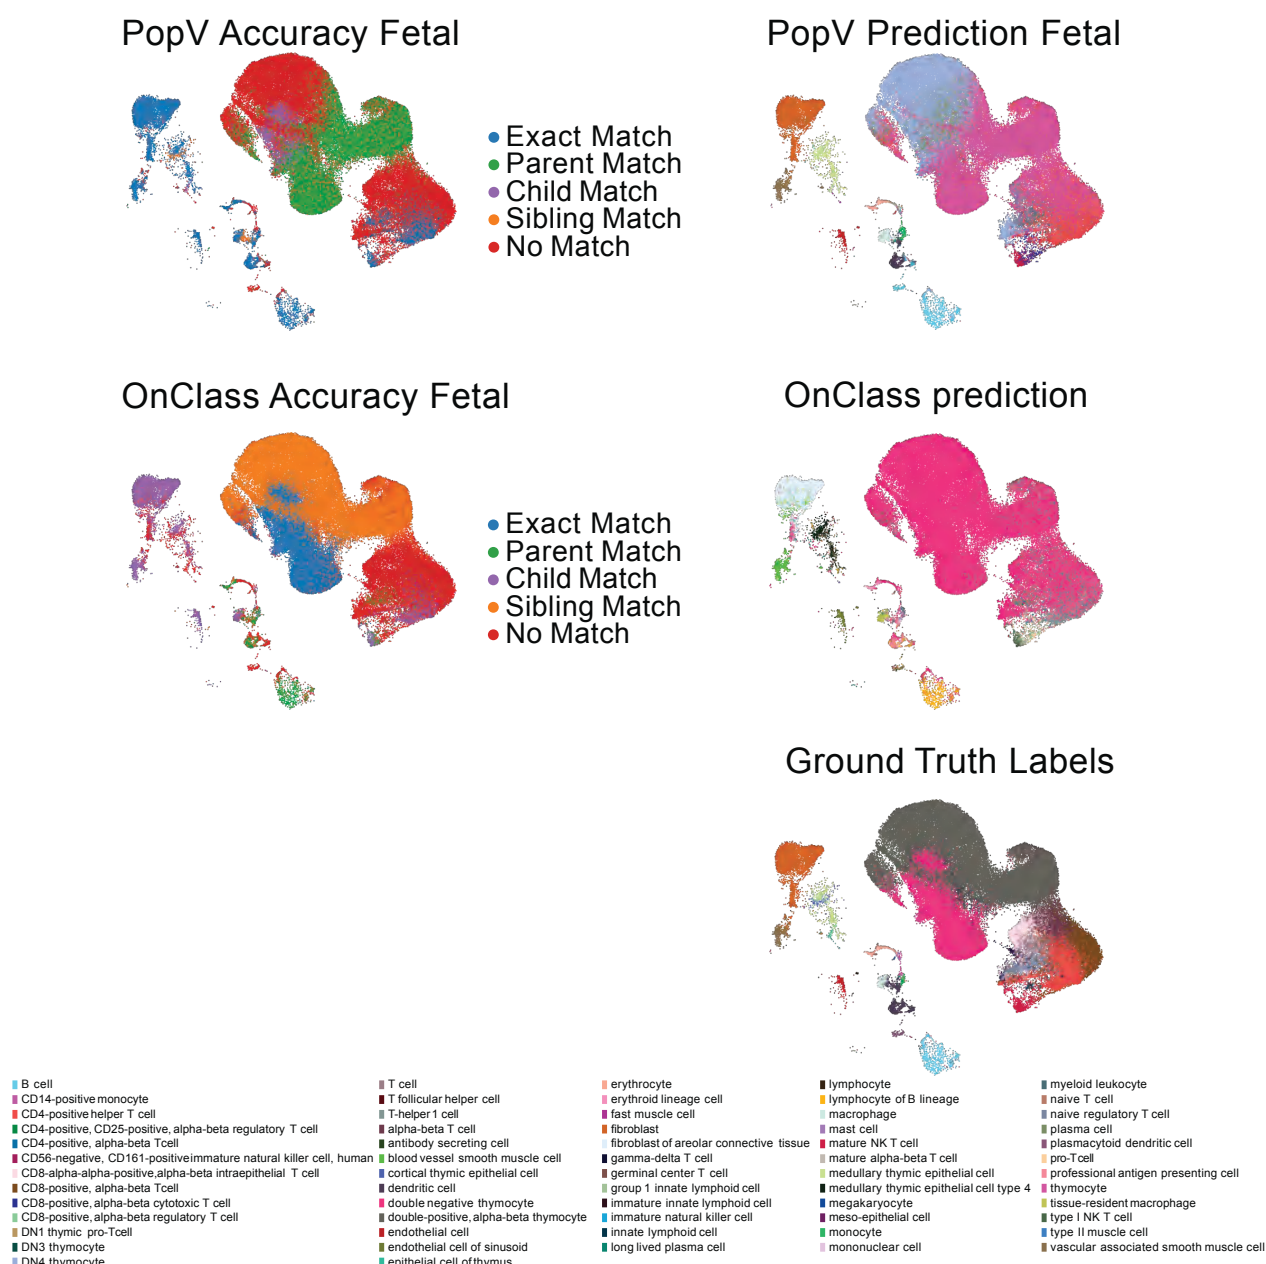 PopV Accuracy Fetal
PopV Prediction Fetal
Exact Match
Parent Match
Child Match
Sibling Match
No Match
OnClass Accuracy Fetal
OnClass prediction
Exact Match
Parent Match
Child Match
Sibling Match
No Match
Ground Truth Labels
B cell
CD14-positive monocyte
CD4-positive helper T cell
CD4-positive, CD25-positive, alpha-beta regulatory T cell
CD4-positive, alpha-beta Tcell
CD56-negative, CD161-positive immature natural killer cell, human
CD8-alpha-alpha-positive, alpha-beta intraepithelial T cell
CD8-positive, alpha-beta Tcell
CD8-positive, alpha-beta cytotoxic T cell
CD8-positive, alpha-beta regulatory T cell
DN1 thymic pro-Tcell
DN3 thymocyte
DN4 thymocyte
T cell
T follicular helper cell
T-helper 1 cell
alpha-beta T cell
antibody secreting cell
blood vessel smooth muscle cell
cortical thymic epithelial cell
dendritic cell
double negative thymocyte
double-positive, alpha-beta thymocyte
endothelial cell
endothelial cell of sinusoid
epithelial cell of thymus
erythrocyte
erythroid lineage cell
fast muscle cell
fibroblast
fibroblast of areolar connective tissue
gamma-delta T cell
germinal center T cell
group 1 innate lymphoid cell
immature innate lymphoid cell
immature natural killer cell
innate lymphoid cell
long lived plasma cell
lymphocyte
lymphocyte of B lineage
macrophage
mast cell
mature NK T cell
mature alpha-beta T cell
medullary thymic epithelial cell
medullary thymic epithelial cell type 4
megakaryocyte
meso-epithelial cell
monocyte
mononuclear cell
myeloid leukocyte
naive T cell
naive regulatory T cell
plasma cell
plasmacytoid dendritic cell
pro-Tcell
professional antigen presenting cell
thymocyte
tissue-resident macrophage
type I NK T cell
type II muscle cell
vascular associated smooth muscle cell